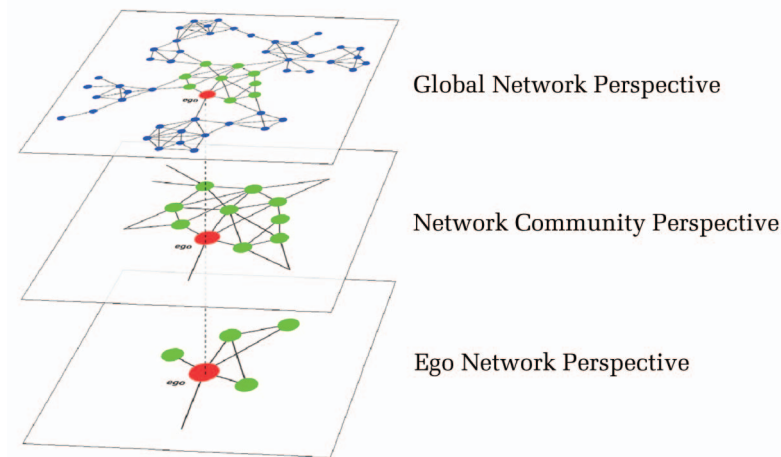 Global Network Perspective
ego
Network Community Perspective
ego
Ego Network Perspective
ego